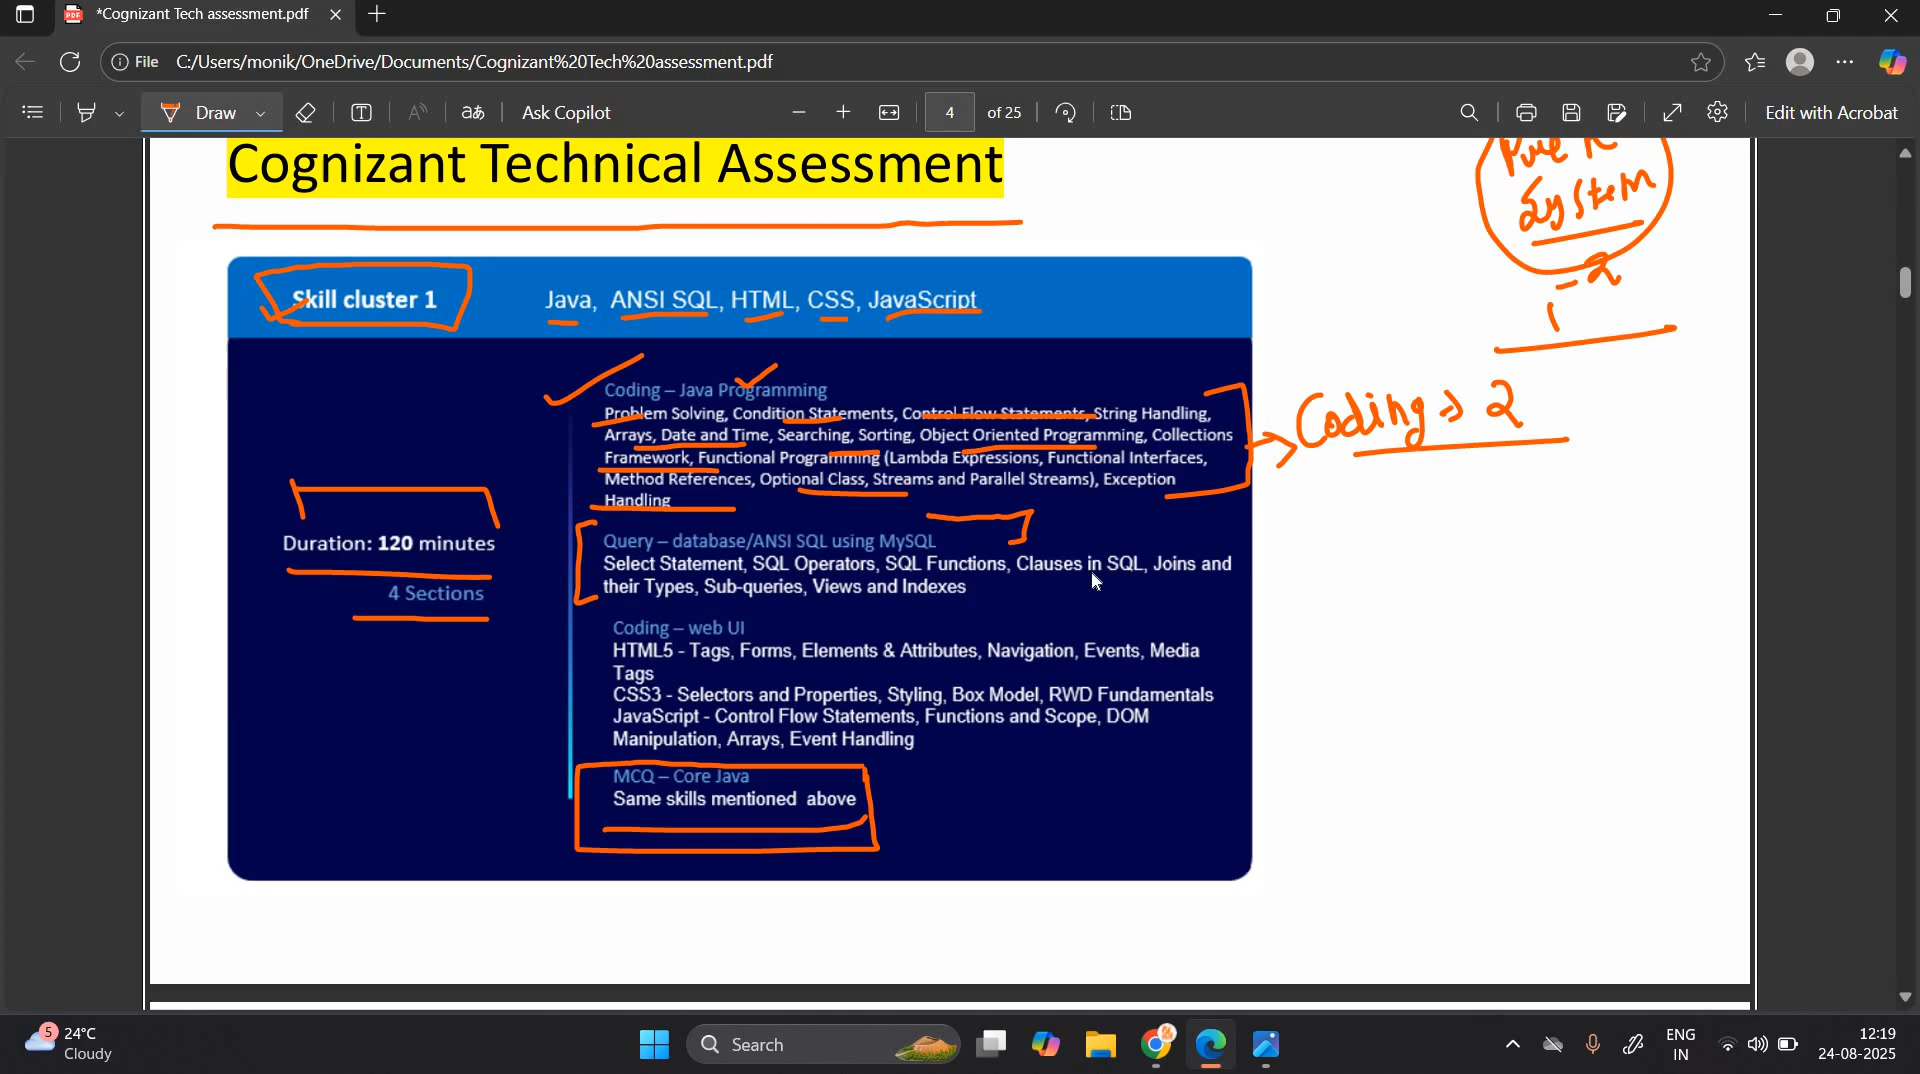 *Cognizant Tech assessment.pdf
File C:/Users/monik/OneDrive/Documents/Cognizant%20Tech%20assessment.pdf
Draw
Ask Copilot
4 of 25
Edit with Acrobat
Cognizant Technical Assessment
Pure
System
-2
1
Skill cluster 1
Java, ANSI SQL, HTML, CSS, JavaScript
Coding – Java Programming
Problem Solving, Condition Statements, Control Flow Statements, String Handling,
Arrays, Date and Time, Searching, Sorting, Object Oriented Programming, Collections
Framework, Functional Programming (Lambda Expressions, Functional Interfaces,
Method References, Optional Class, Streams and Parallel Streams), Exception
Handling
Coding → 2
Duration: 120 minutes
4 Sections
Query – database/ANSI SQL using MySQL
Select Statement, SQL Operators, SQL Functions, Clauses in SQL, Joins and
their Types, Sub-queries, Views and Indexes
Coding – web UI
HTML5 - Tags, Forms, Elements & Attributes, Navigation, Events, Media
Tags
CSS3 - Selectors and Properties, Styling, Box Model, RWD Fundamentals
JavaScript - Control Flow Statements, Functions and Scope, DOM
Manipulation, Arrays, Event Handling
MCQ – Core Java
Same skills mentioned above
5
24°C
Cloudy
Search
ENG
IN
12:19
24-08-2025